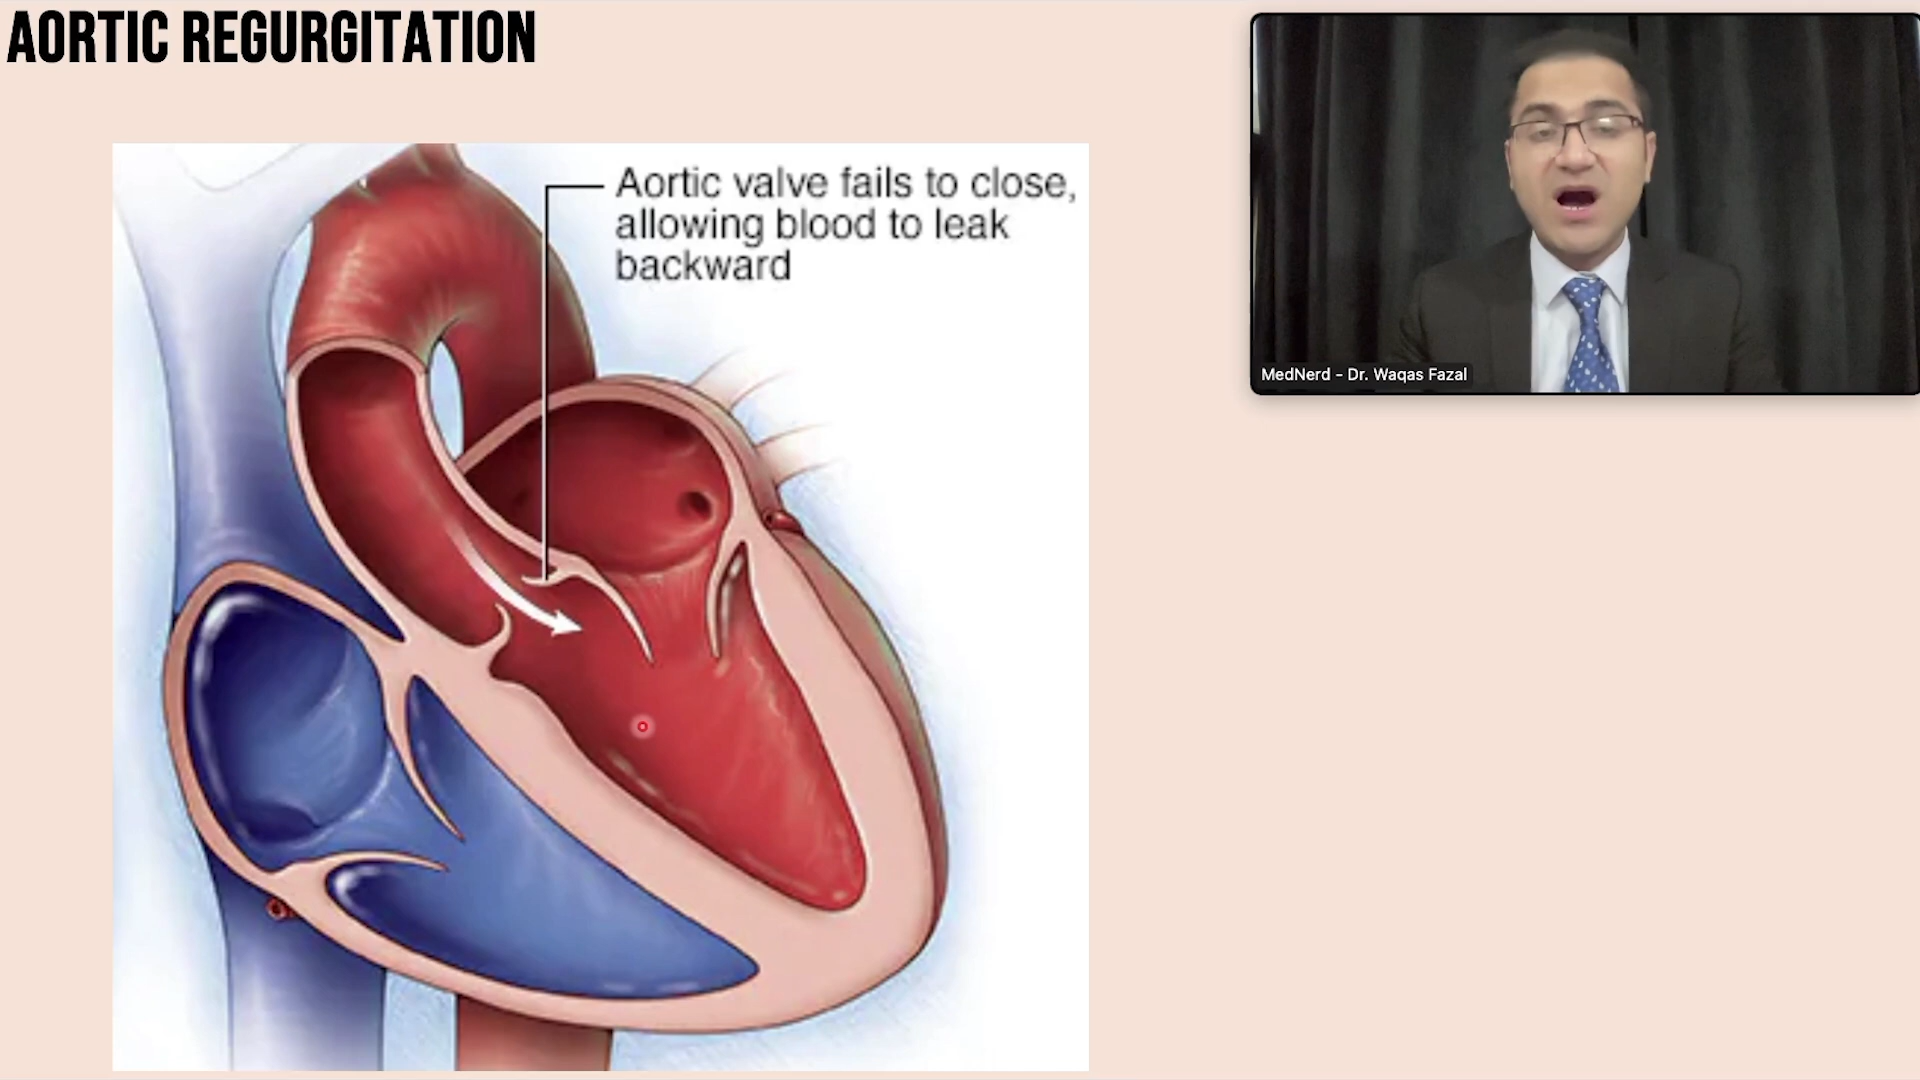 AORTIC REGURGITATION
Aortic valve fails to close,
allowing blood to leak
backward
MedNerd - Dr. Waqas Fazal